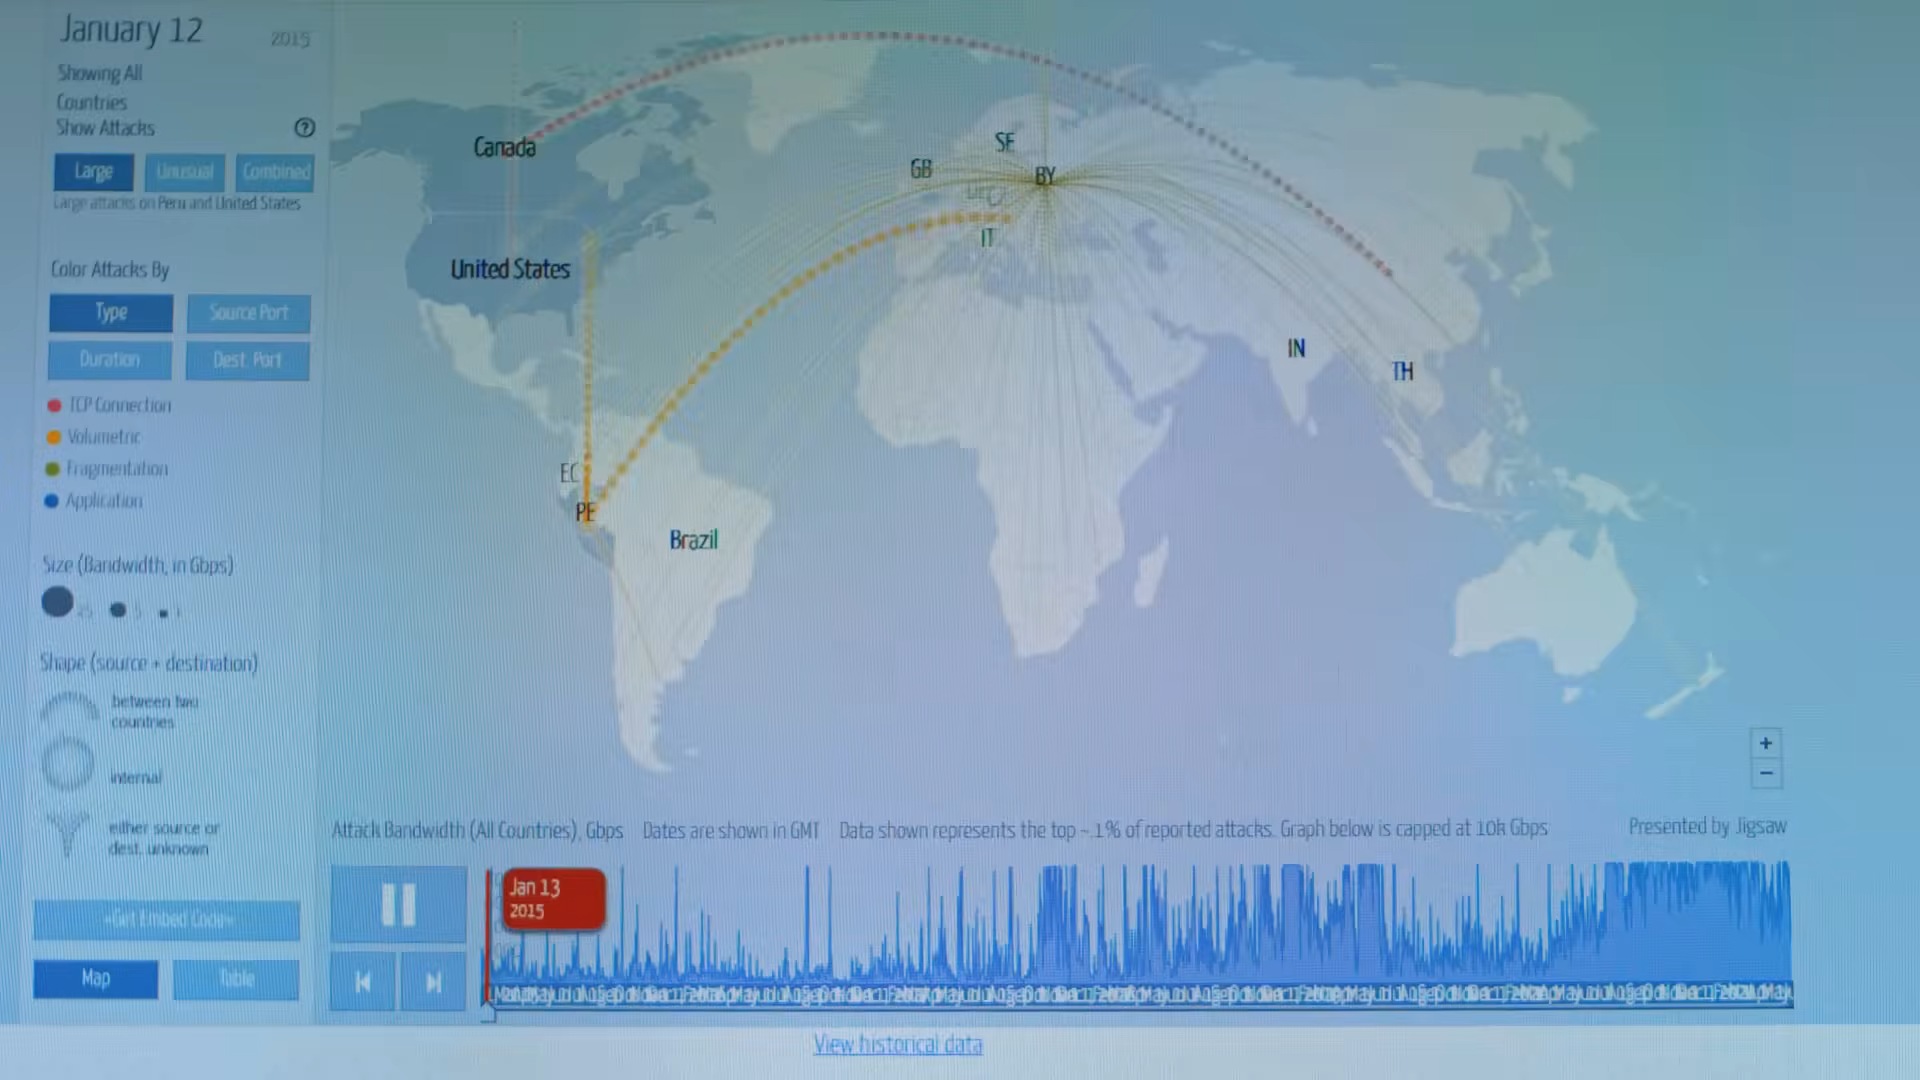 January 12
2015
Showing All
Countries
Show Attacks
?
Large
Unusual
Combined
Large attacks on Peru and United States
Color Attacks By
Type
Source Port
Duration
Dest. Port
TCP Connection
Volumetric
Fragmentation
Application
Size (Bandwidth, in Gbps)
Shape (source + destination)
between two
countries
internal
either source or
dest. unknown
<Get Embed Code>
Map
Table
Canada
United States
GB
SE
BY
IT
IN
TH
EC
PE
Brazil
+
−
Attack Bandwidth (All Countries), Gbps
Dates are shown in GMT
Data shown represents the top ~.1% of reported attacks. Graph below is capped at 10k Gbps
Presented by Jigsaw
Jan 13
2015
View historical data